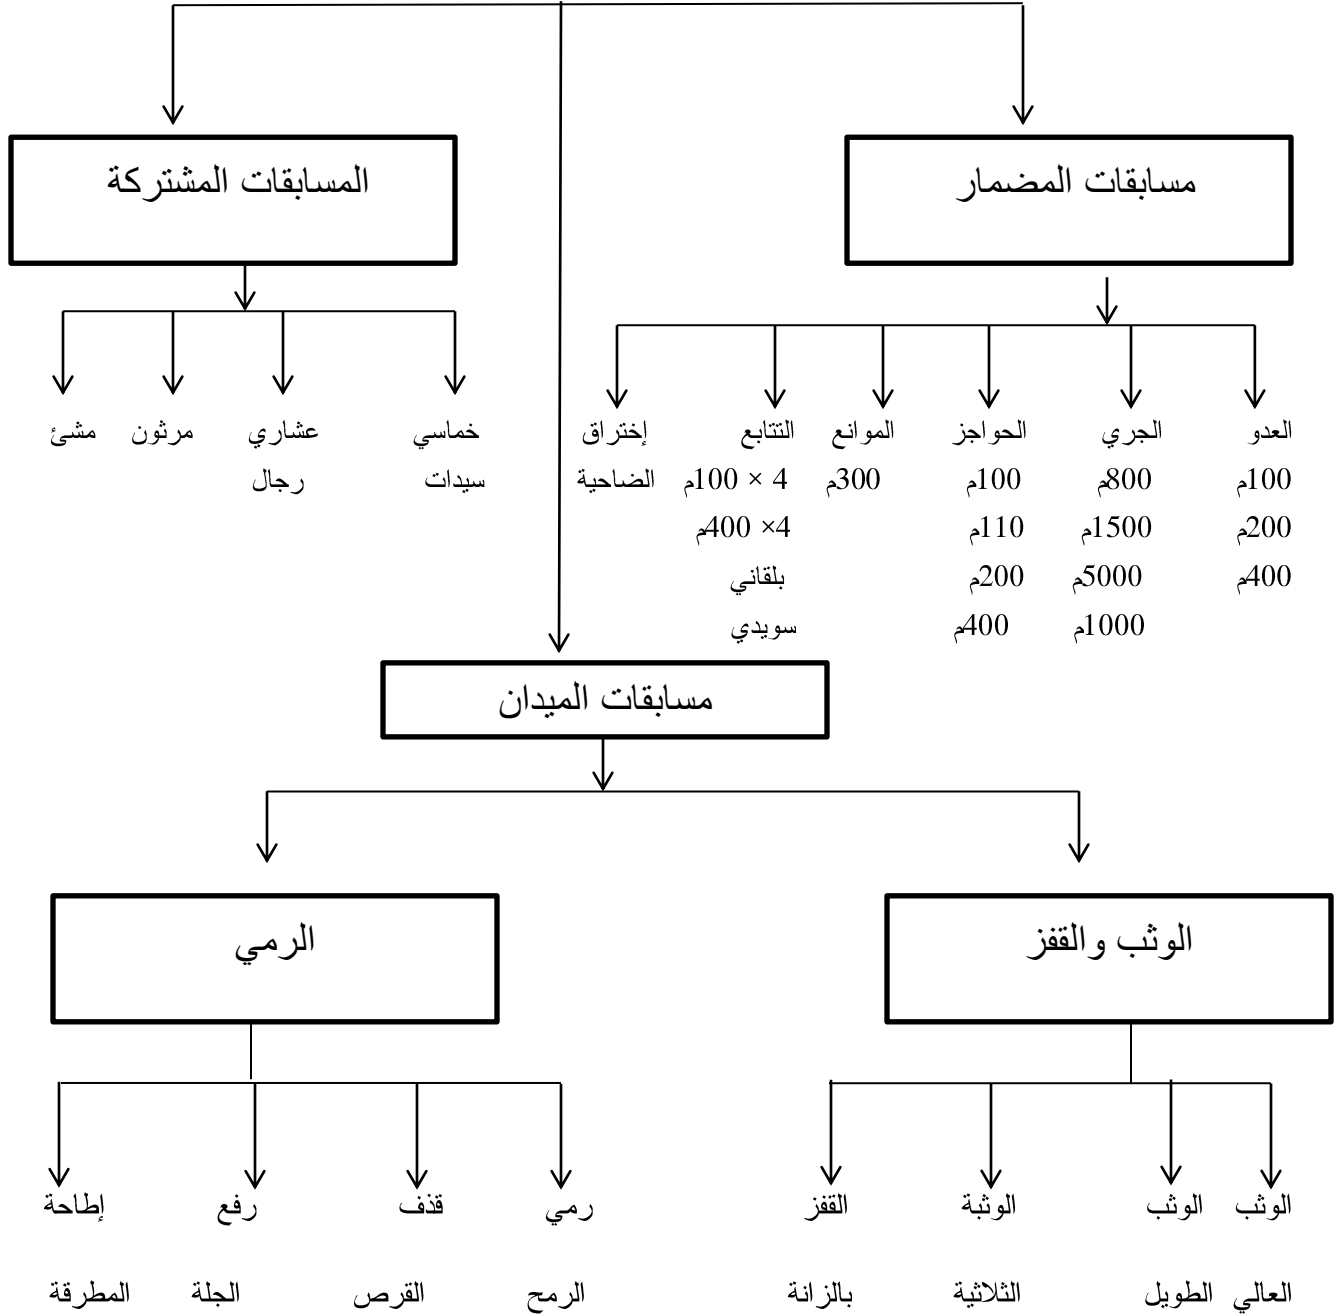 مسابقات المضمار
المسابقات المشتركة
العدو
100م
200م
400م
الجري
800م
1500م
5000م
1000م
الحواجز
100م
110م
200م
400م
الموانع
300م
التتابع
4 × 100م
4× 400م
بلقاني
سويدي
إختراق
الضاحية
خماسي
سيدات
عشاري
رجال
مرثون
مشئ
مسابقات الميدان
الوثب والقفز
الرمي
الوثب
العالي
الوثب
الطويل
الوثبة
الثلاثية
القفز
بالزانة
رمي
الرمح
قذف
القرص
رفع
الجلة
إطاحة
المطرقة